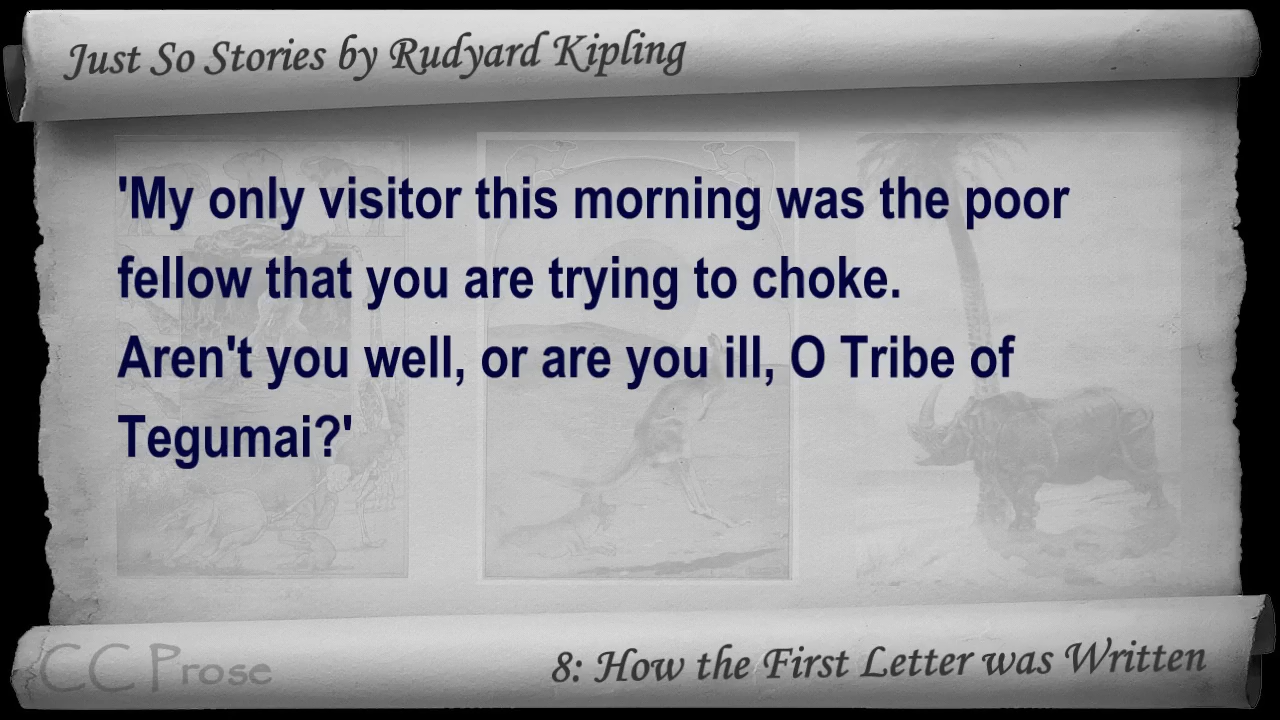 Just So Stories by Rudyard Kipling
'My only visitor this morning was the poor
fellow that you are trying to choke.
Aren't you well, or are you ill, O Tribe of
Tegumai?'
CC Prose
8: How the First Letter was Written